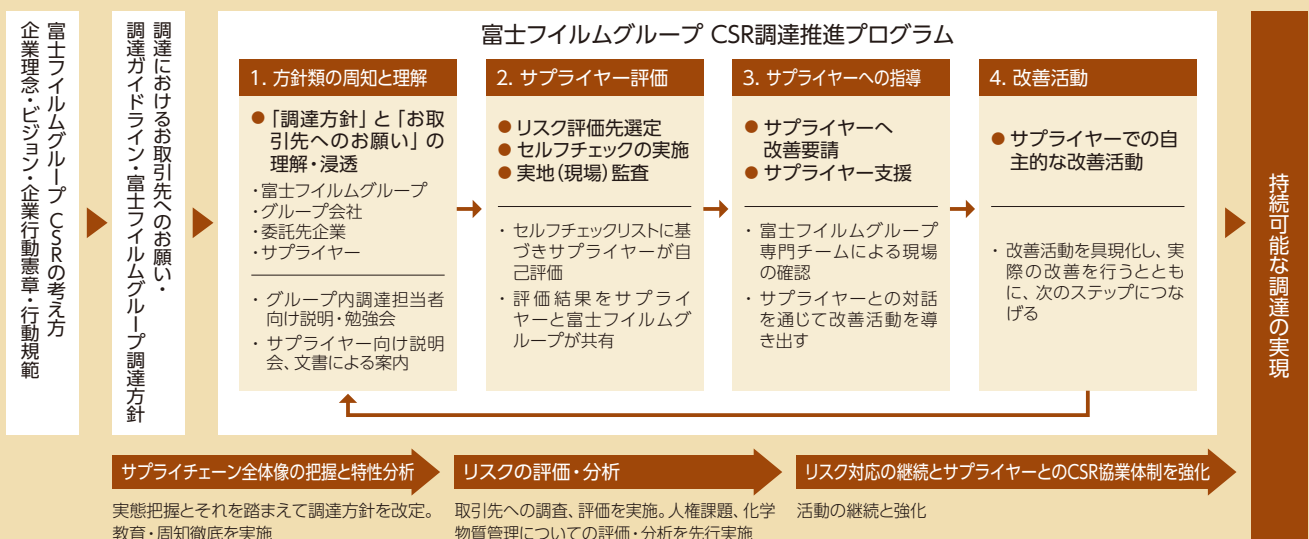 富士フイルムグループ CSRの考え方
企業理念・ビジョン・企業行動憲章・行動規範
調達におけるお取引先へのお願い・
調達ガイドライン・富士フイルムグループ調達方針
富士フイルムグループ CSR調達推進プログラム
1. 方針類の周知と理解
●「調達方針」と「お取
引先へのお願い」の
理解・浸透
・富士フイルムグループ
・グループ会社
・委託先企業
・サプライヤー
・グループ内調達担当者
向け説明・勉強会
・サプライヤー向け説明
会、文書による案内
2. サプライヤー評価
●リスク評価先選定
●セルフチェックの実施
●実地(現場)監査
・セルフチェックリストに基
づきサプライヤーが自
己評価
・評価結果をサプライ
ヤーと富士フイルムグ
ループが共有
3. サプライヤーへの指導
●サプライヤーへ
改善要請
●サプライヤー支援
・富士フイルムグループ
専門チームによる現場
の確認
・サプライヤーとの対話
を通じて改善活動を導
き出す
4. 改善活動
●サプライヤーでの自
主的な改善活動
・改善活動を具現化し、実
際の改善を行うととも
に、次のステップにつな
げる
持続可能な調達の実現
サプライチェーン全体像の把握と特性分析
実態把握とそれを踏まえて調達方針を改定。
教育・周知徹底を実施
リスクの評価・分析
取引先への調査、評価を実施。人権課題、化学
物質管理についての評価・分析を先行実施
リスク対応の継続とサプライヤーとのCSR協業体制を強化
活動の継続と強化